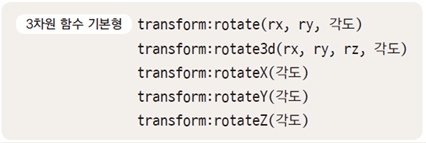 3차원 함수 기본형 transform:rotate(rx, ry, 각도)
transform:rotate3d(rx, ry, rz, 각도)
transform:rotateX(각도)
transform:rotateY(각도)
transform:rotateZ(각도)